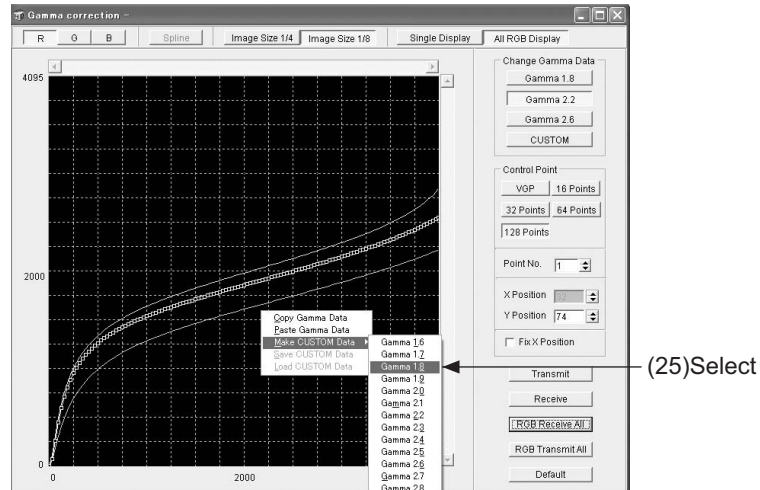 Gamma correction -
R G B Spline Image Size 1/4 Image Size 1/8 Single Display All RGB Display
4095
2000
0
0 2000
Copy Gamma Data
Paste Gamma Data
Make CUSTOM Data
Save CUSTOM Data
Load CUSTOM Data
Gamma 1.6
Gamma 1.7
Gamma 1.8
Gamma 1.9
Gamma 2.0
Gamma 2.1
Gamma 2.2
Gamma 2.3
Gamma 2.4
Gamma 2.5
Gamma 2.6
Gamma 2.7
Gamma 2.8
Change Gamma Data
Gamma 1.8
Gamma 2.2
Gamma 2.6
CUSTOM
Control Point
VGP 16 Points
32 Points 64 Points
128 Points
Point No. 1
X Position
Y Position 74
Fix X Position
Transmit
Receive
RGB Receive All
RGB Transmit All
Default
(25)Select